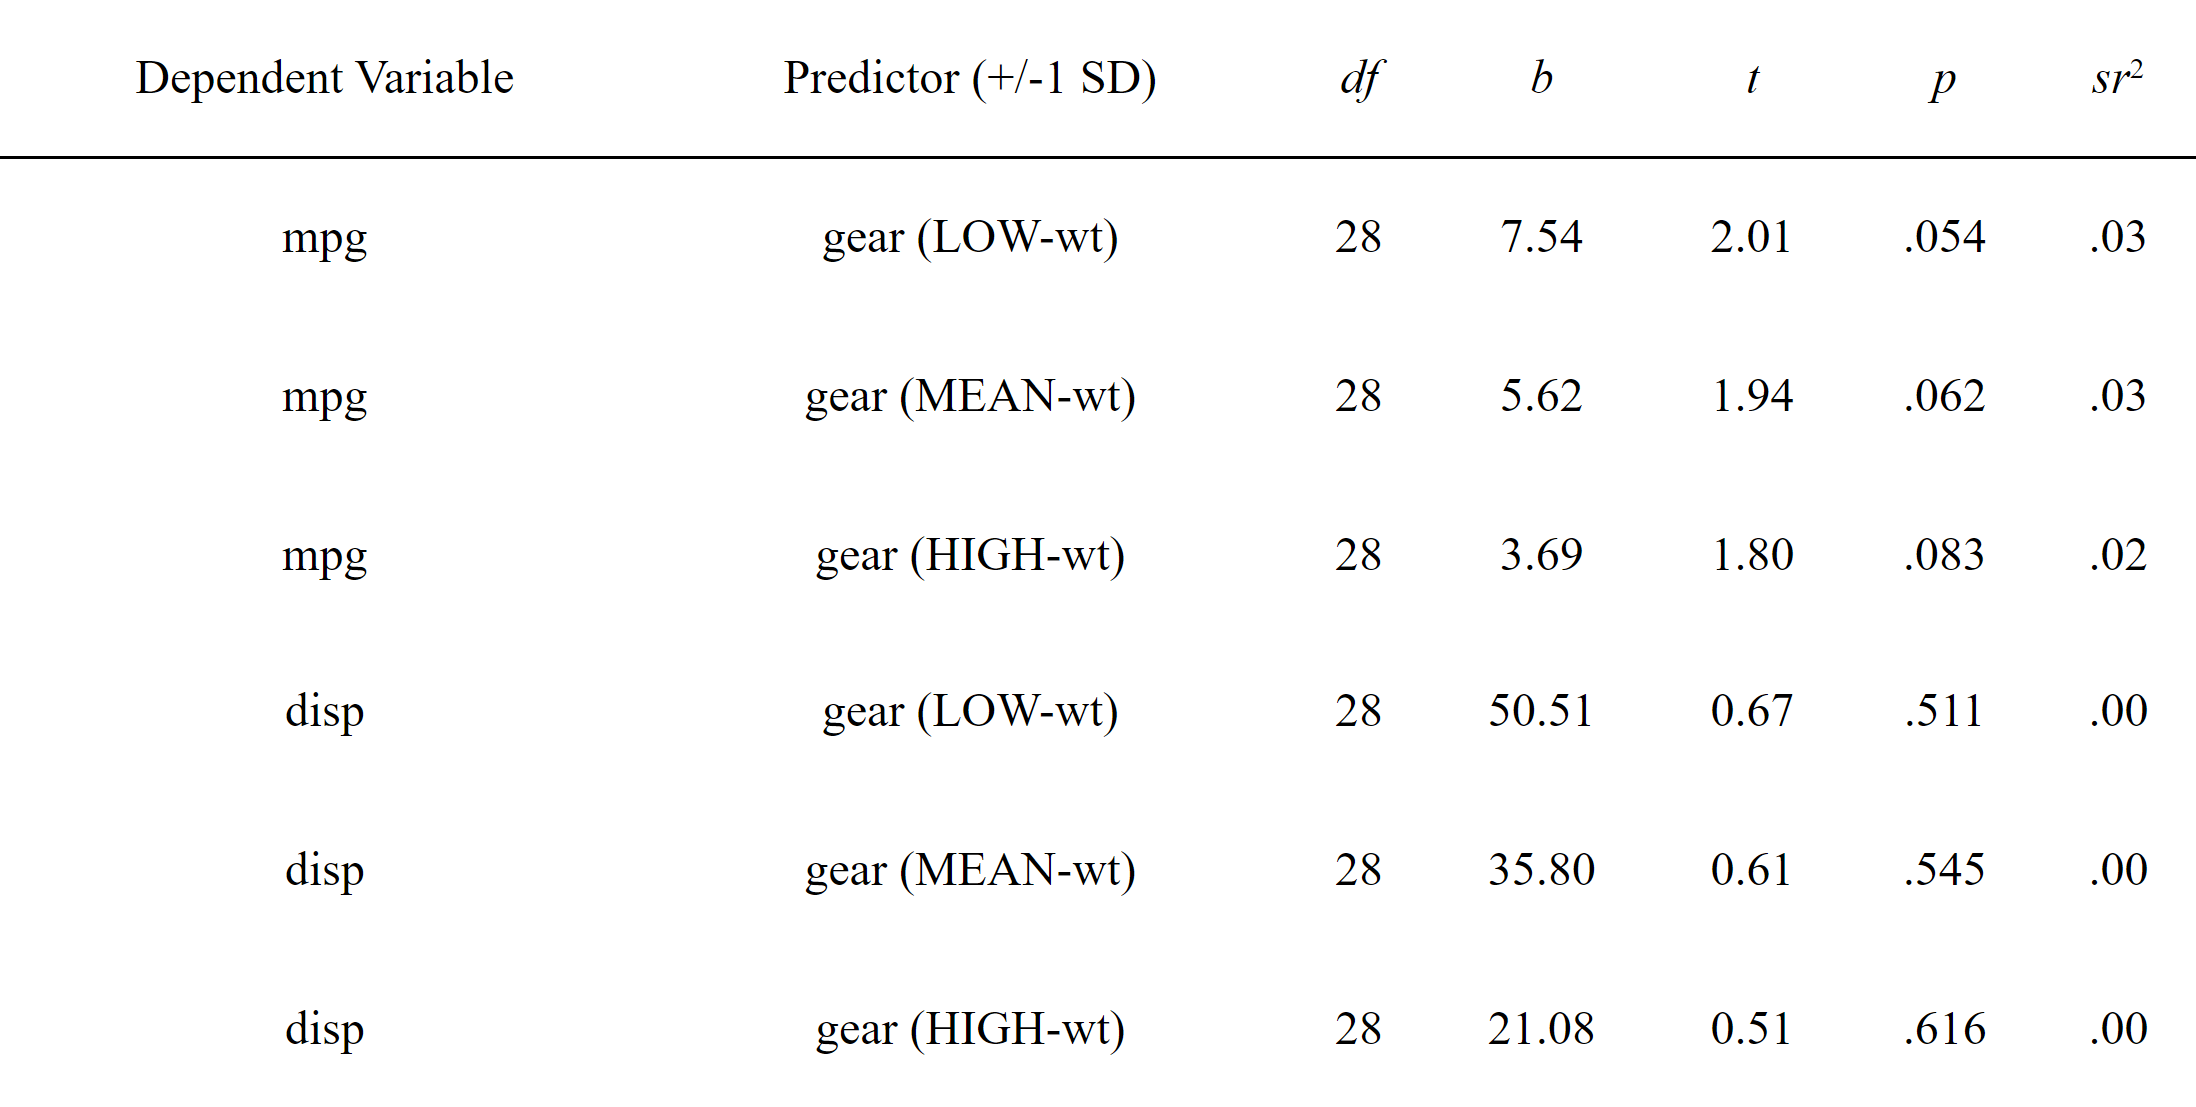 Dependent Variable Predictor (+/-1 SD) df b t p sr²
mpg gear (LOW-wt) 28 7.54 2.01 .054 .03
mpg gear (MEAN-wt) 28 5.62 1.94 .062 .03
mpg gear (HIGH-wt) 28 3.69 1.80 .083 .02
disp gear (LOW-wt) 28 50.51 0.67 .511 .00
disp gear (MEAN-wt) 28 35.80 0.61 .545 .00
disp gear (HIGH-wt) 28 21.08 0.51 .616 .00